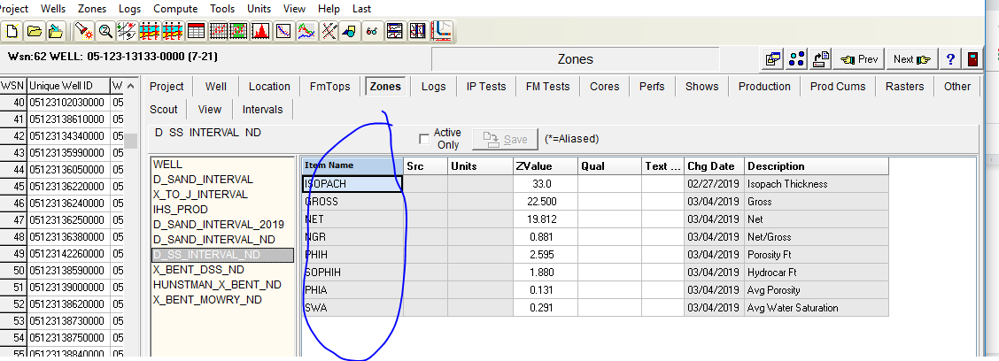 Project Wells Zones Logs Compute Tools Units View Help Last
Wsn:62 WELL: 05-123-13133-0000 (7-21) Zones Prev Next ?
WSN Unique Well ID W
Project Well Location FmTops Zones Logs IP Tests FM Tests Cores Perfs Shows Production Prod Cums Rasters Other
Scout View Intervals
D SS INTERVAL ND Active Only Save (*=Aliased)
40 05123102030000 05
41 05123138610000 05
42 05123134340000 05
43 05123135990000 05
44 05123136050000 05
45 05123136220000 05
46 05123136240000 05
47 05123136250000 05
48 05123136380000 05
49 05123142260000 05
50 05123138590000 05
51 05123139000000 05
52 05123138620000 05
53 05123138730000 05
54 05123138750000 05
55 05123138840000 05
WELL
D_SAND_INTERVAL
X_TO_J_INTERVAL
IHS_PROD
D_SAND_INTERVAL_2019
D_SAND_INTERVAL_ND
D_SS_INTERVAL_ND
X_BENT_DSS_ND
HUNSTMAN_X_BENT_ND
X_BENT_MOWRY_ND
Item Name Src Units ZValue Qual Text ... Chg Date Description
ISOPACH 33.0 02/27/2019 Isopach Thickness
GROSS 22.500 03/04/2019 Gross
NET 19.812 03/04/2019 Net
NGR 0.881 03/04/2019 Net/Gross
PHIH 2.595 03/04/2019 Porosity Ft
SOPHIH 1.880 03/04/2019 Hydrocar Ft
PHIA 0.131 03/04/2019 Avg Porosity
SWA 0.291 03/04/2019 Avg Water Saturation